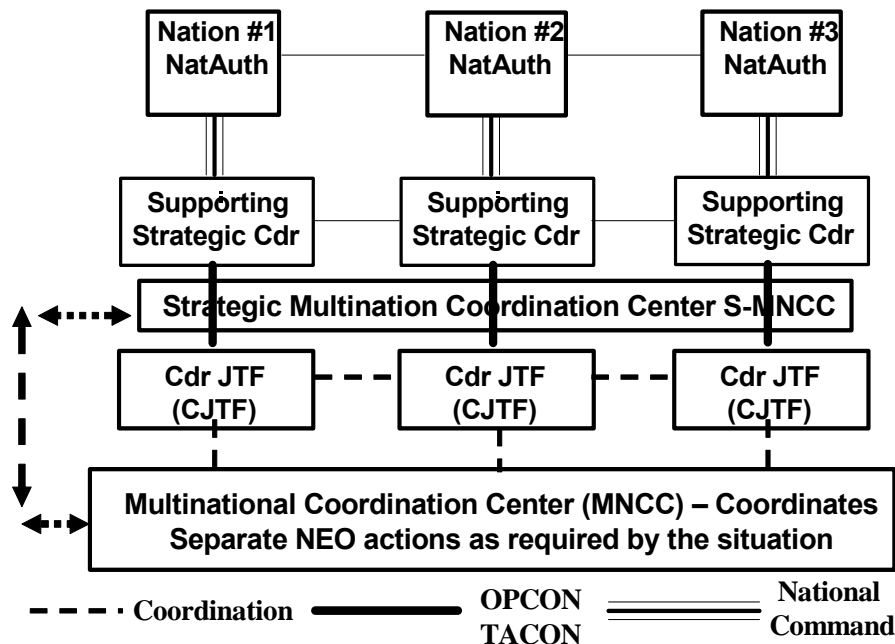 Nation #1
NatAuth
Nation #2
NatAuth
Nation #3
NatAuth
Supporting
Strategic Cdr
Supporting
Strategic Cdr
Supporting
Strategic Cdr
Strategic Multination Coordination Center S-MNCC
Cdr JTF
(CJTF)
Cdr JTF
(CJTF)
Cdr JTF
(CJTF)
Multinational Coordination Center (MNCC) – Coordinates
Separate NEO actions as required by the situation
Coordination
OPCON
TACON
National
Command